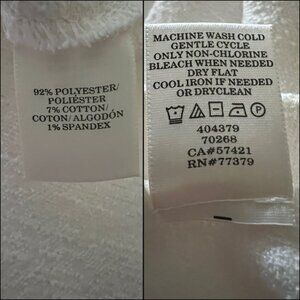 92% POLYESTER/
POLIÉSTER
7% COTTON/
COTON/ALGODÓN
1% SPANDEX
MACHINE WASH COLD
GENTLE CYCLE
ONLY NON-CHLORINE
BLEACH WHEN NEEDED
DRY FLAT
COOL IRON IF NEEDED
OR DRYCLEAN
404379
70268
CA#57421
RN#77379